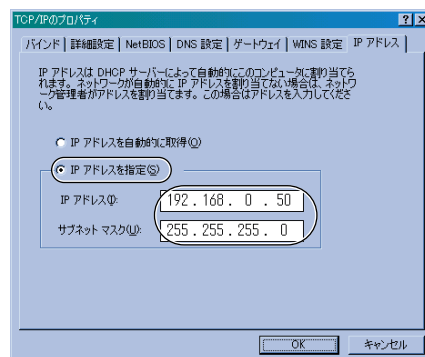 TCP/IPのプロパティ
バインド 詳細設定 NetBIOS DNS 設定 ゲートウェイ WINS 設定 IP アドレス
IP アドレスは DHCP サーバーによって自動的にこのコンピュータに割り当てら
れます。ネットワークが自動的に IP アドレスを割り当てない場合は、ネットワ
ーク管理者がアドレスを割り当てます。この場合はアドレスを入力してくださ
い。
IP アドレスを自動的に取得(O)
IP アドレスを指定(S)
IP アドレス(I): 192 . 168 . 0 . 50
サブネット マスク(U): 255 . 255 . 255 . 0
OK キャンセル